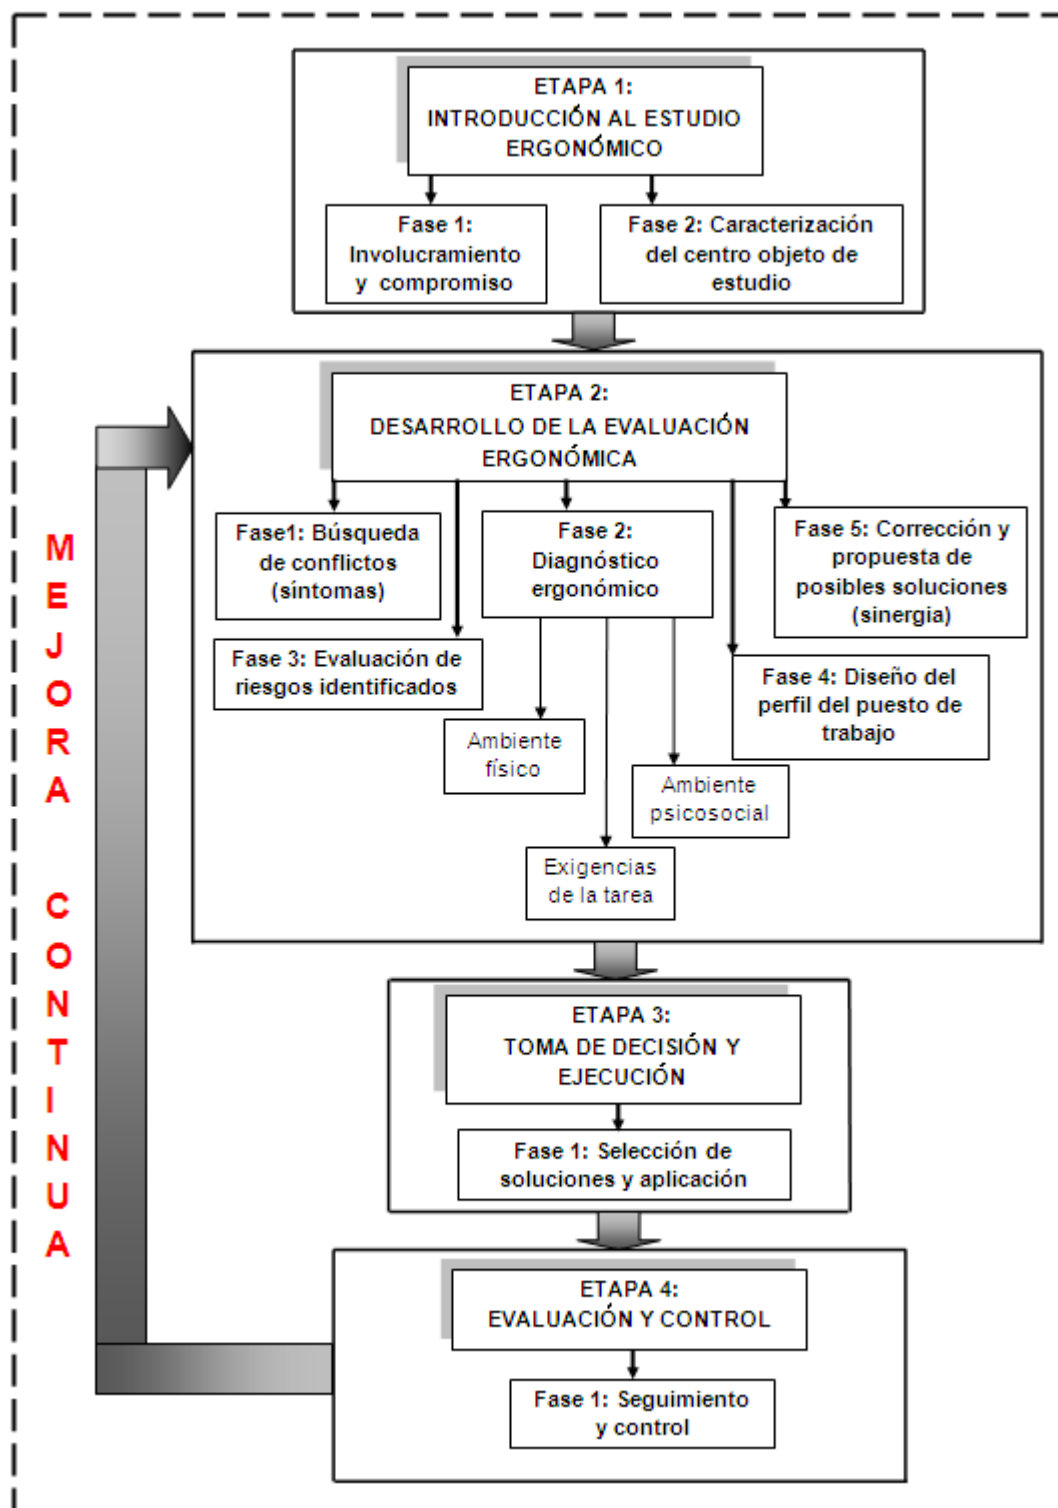 ETAPA 1:
INTRODUCCIÓN AL ESTUDIO
ERGONÓMICO
Fase 1:
Involucramiento
y compromiso
Fase 2: Caracterización
del centro objeto de
estudio
ETAPA 2:
DESARROLLO DE LA EVALUACIÓN
ERGONÓMICA
Fase1: Búsqueda
de conflictos
(síntomas)
Fase 2:
Diagnóstico
ergonómico
Fase 5: Corrección y
propuesta de
posibles soluciones
(sinergia)
Fase 3: Evaluación de
riesgos identificados
Fase 4: Diseño del
perfil del puesto de
trabajo
Ambiente
físico
Ambiente
psicosocial
Exigencias
de la tarea
ETAPA 3:
TOMA DE DECISIÓN Y
EJECUCIÓN
Fase 1: Selección de
soluciones y aplicación
ETAPA 4:
EVALUACIÓN Y CONTROL
Fase 1: Seguimiento
y control
MEJORA CONTINUA